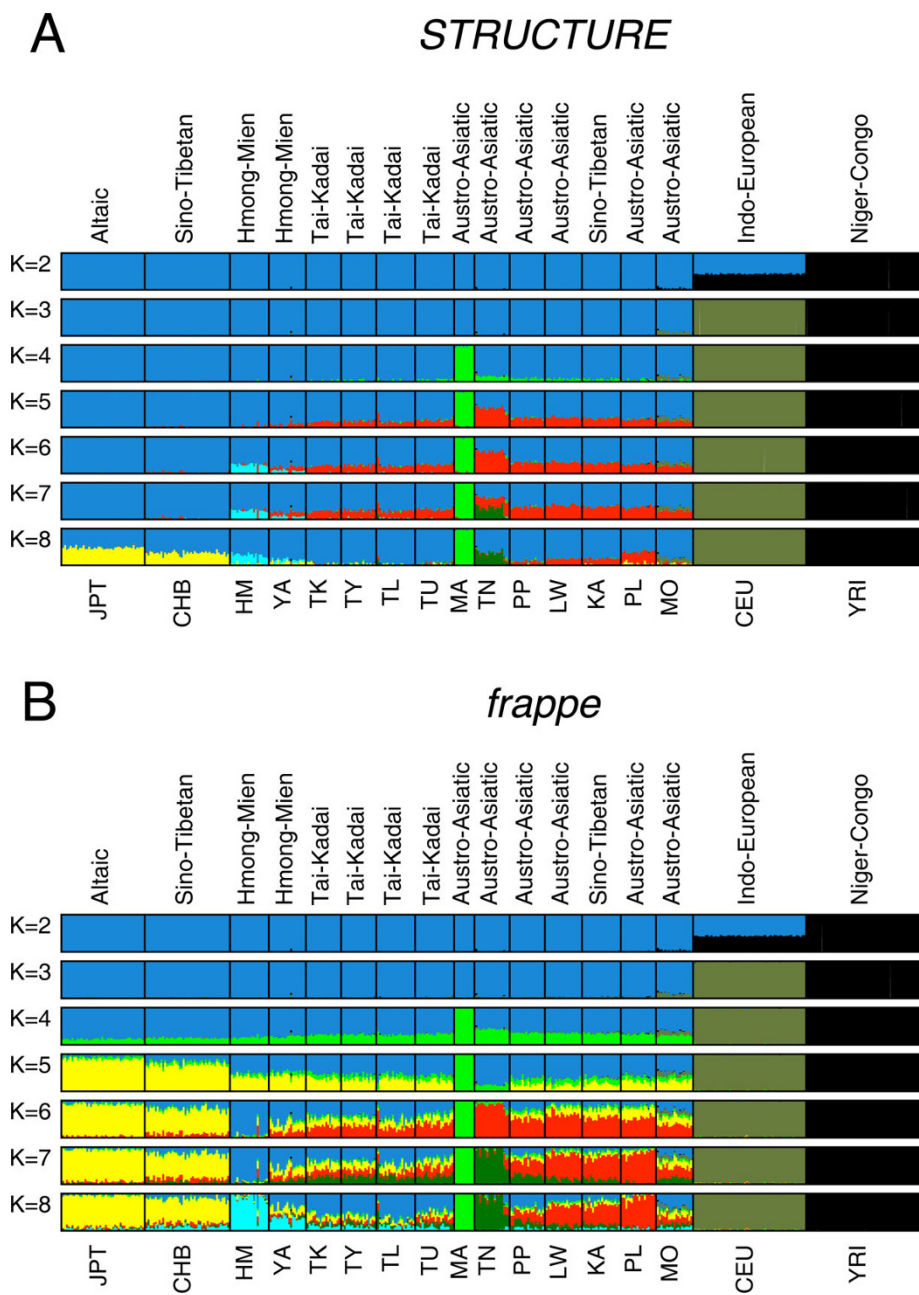 A
STRUCTURE
Altaic
Sino-Tibetan
Hmong-Mien
Hmong-Mien
Tai-Kadai
Tai-Kadai
Tai-Kadai
Tai-Kadai
Austro-Asiatic
Austro-Asiatic
Austro-Asiatic
Austro-Asiatic
Sino-Tibetan
Austro-Asiatic
Austro-Asiatic
Indo-European
Niger-Congo
K=2
K=3
K=4
K=5
K=6
K=7
K=8
JPT
CHB
HM
YA
TK
TY
TL
TU
MA
TN
PP
LW
KA
PL
MO
CEU
YRI
B
frappe
Altaic
Sino-Tibetan
Hmong-Mien
Hmong-Mien
Tai-Kadai
Tai-Kadai
Tai-Kadai
Tai-Kadai
Austro-Asiatic
Austro-Asiatic
Austro-Asiatic
Austro-Asiatic
Sino-Tibetan
Austro-Asiatic
Austro-Asiatic
Indo-European
Niger-Congo
K=2
K=3
K=4
K=5
K=6
K=7
K=8
JPT
CHB
HM
YA
TK
TY
TL
TU
MA
TN
PP
LW
KA
PL
MO
CEU
YRI